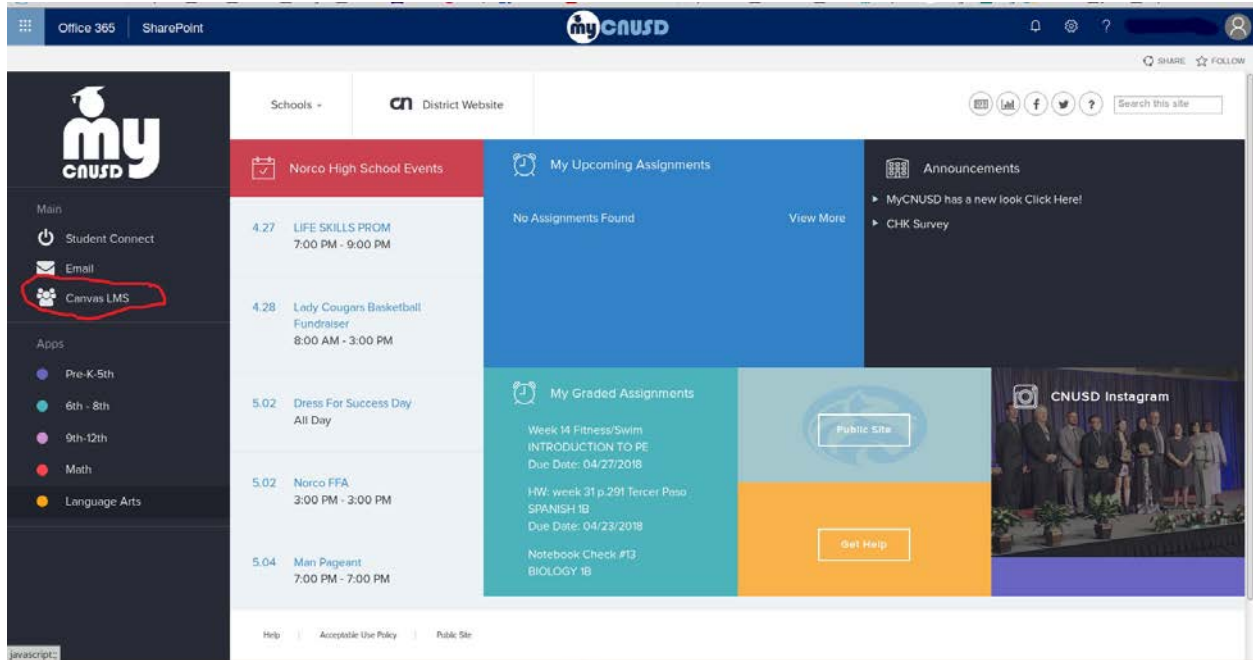 Office 365
SharePoint
my CNUSD
?
SHARE
FOLLOW
my
CNUSD
Schools
cn District Website
f
?
Search this site
Main
Student Connect
Email
Canvas LMS
Apps
Pre-K-5th
6th - 8th
9th-12th
Math
Language Arts
Norco High School Events
4.27 LIFE SKILLS PROM
7:00 PM - 9:00 PM
4.28 Lady Cougars Basketball
Fundraiser
8:00 AM - 3:00 PM
5.02 Dress For Success Day
All Day
5.02 Norco FFA
3:00 PM - 3:00 PM
5.04 Man Pageant
7:00 PM - 7:00 PM
My Upcoming Assignments
No Assignments Found
View More
Announcements
MyCNUSD has a new look Click Here!
CHK Survey
My Graded Assignments
Week 14 Fitness/Swim
INTRODUCTION TO PE
Due Date: 04/27/2018
HW: week 31 p.291 Tercer Paso
SPANISH 1B
Due Date: 04/23/2018
Notebook Check #13
BIOLOGY 1B
Public Site
Get Help
CNUSD Instagram
Help
Acceptable Use Policy
Public Site
javascript:;